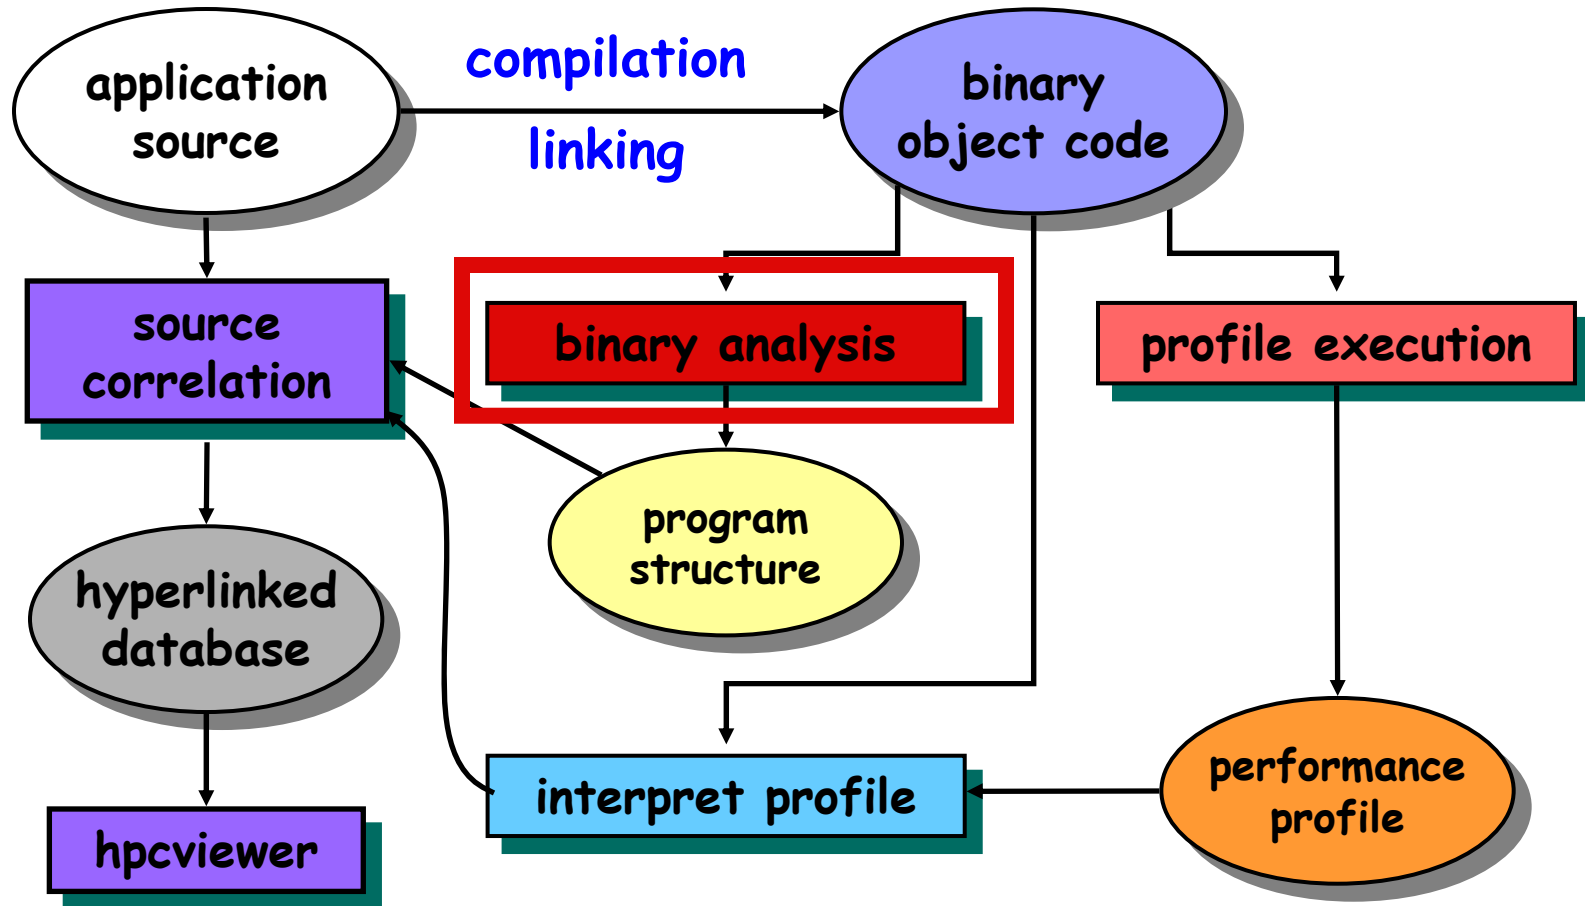 application
source
compilation
linking
binary
object code
source
correlation
binary analysis
profile execution
program
structure
hyperlinked
database
interpret profile
performance
profile
hpcviewer